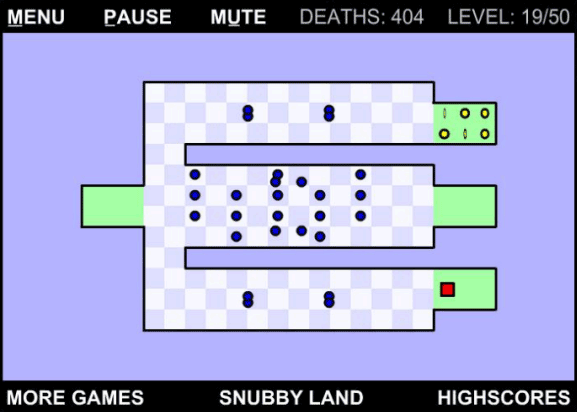 MENU PAUSE MUTE DEATHS: 404 LEVEL: 19/50
MORE GAMES SNUBBY LAND HIGHSCORES